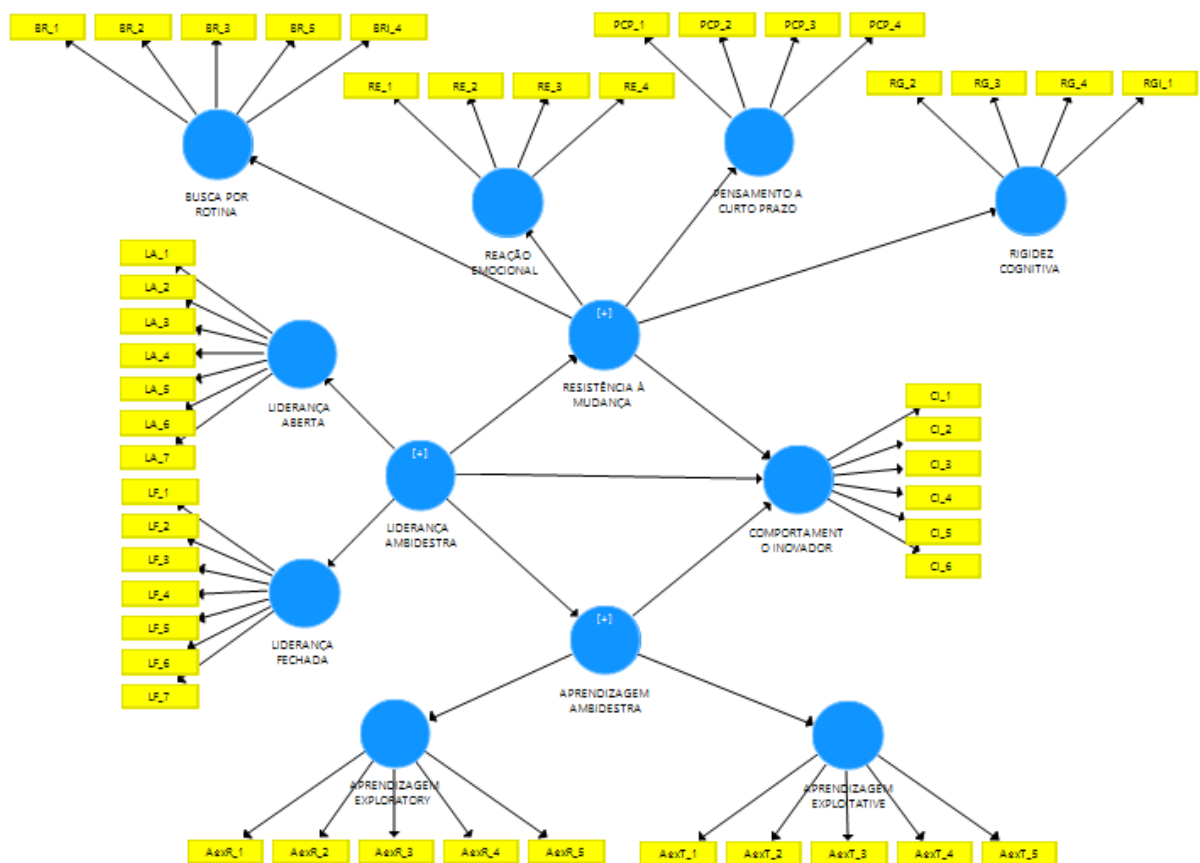 BR_1
BR_2
BR_3
BR_5
BRI_4
PCP_1
PCP_2
PCP_3
PCP_4
RE_1
RE_2
RE_3
RE_4
RG_2
RG_3
RG_4
RGI_1
BUSCA POR
ROTINA
REAÇÃO
EMOCIONAL
PENSAMENTO A
CURTO PRAZO
RIGIDEZ
COGNITIVA
LA_1
LA_2
LA_3
LA_4
LA_5
LA_6
LA_7
LIDERANÇA
ABERTA
[+]
RESISTÊNCIA À
MUDANÇA
CI_1
CI_2
CI_3
CI_4
CI_5
CI_6
[+]
LIDERANÇA
AMBIDESTRA
COMPORTAMENT
O INOVADOR
LF_1
LF_2
LF_3
LF_4
LF_5
LF_6
LF_7
LIDERANÇA
FECHADA
[+]
APRENDIZAGEM
AMBIDESTRA
APRENDIZAGEM
EXPLORATORY
APRENDIZAGEM
EXPLOITATIVE
AexR_1
AexR_2
AexR_3
AexR_4
AexR_5
AexT_1
AexT_2
AexT_3
AexT_4
AexT_5